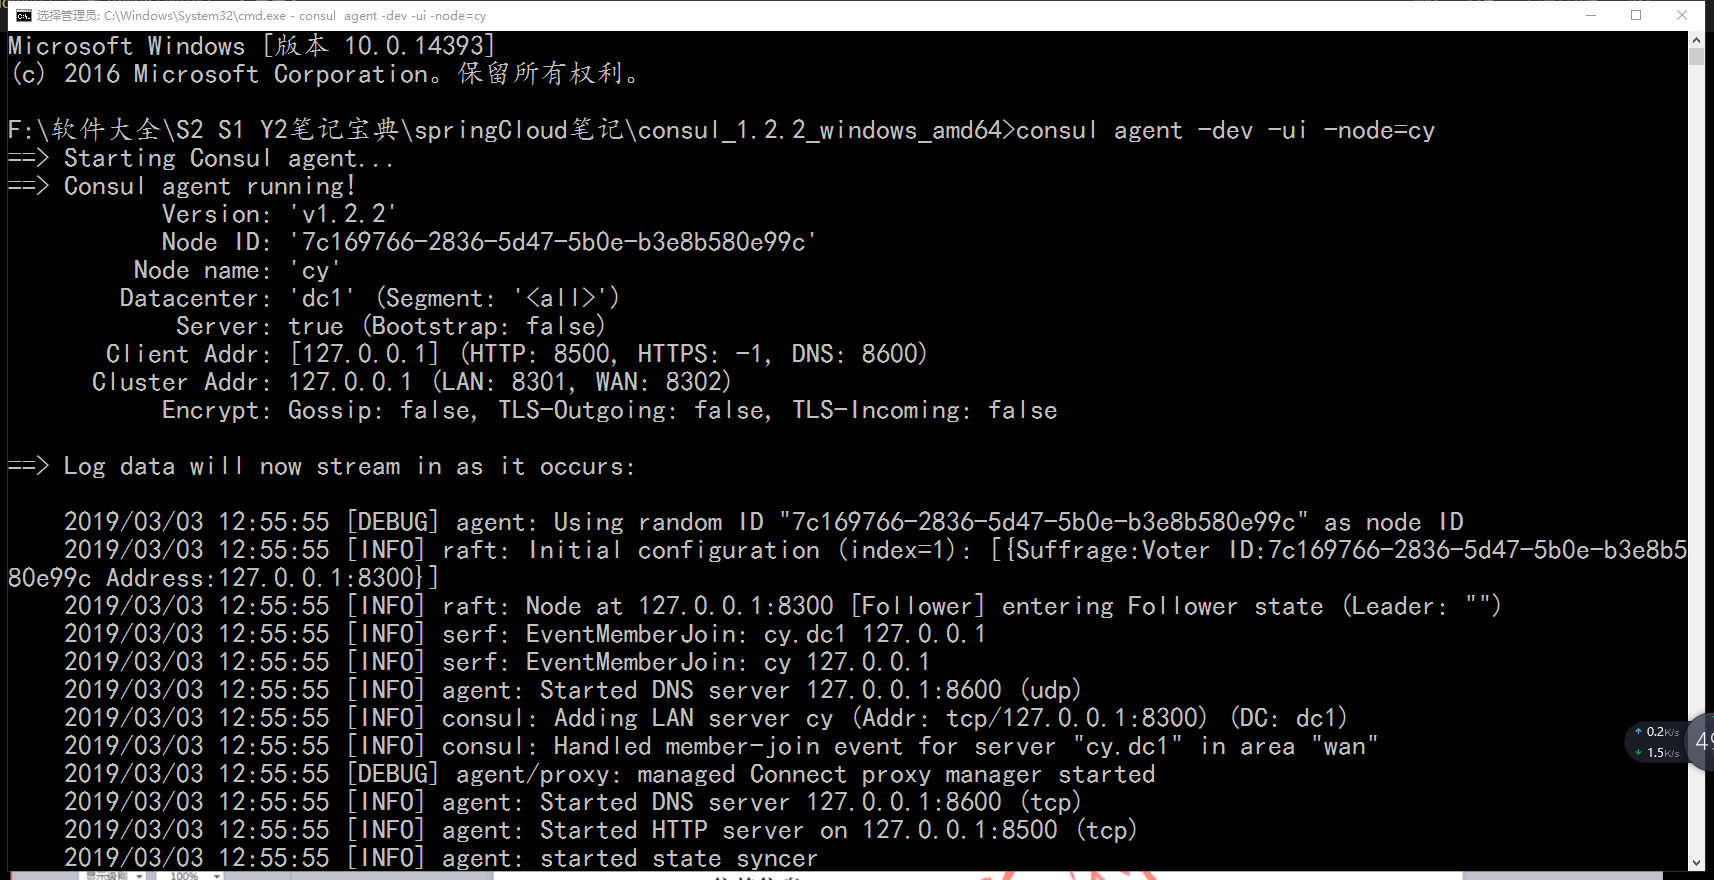 选择管理员: C:\Windows\System32\cmd.exe - consul  agent -dev -ui -node=cy
Microsoft Windows [版本 10.0.14393]
(c) 2016 Microsoft Corporation。保留所有权利。
F:\软件大全\S2 S1 Y2笔记宝典\springCloud笔记\consul_1.2.2_windows_amd64>consul agent -dev -ui -node=cy
==> Starting Consul agent...
==> Consul agent running!
Version: 'v1.2.2'
Node ID: '7c169766-2836-5d47-5b0e-b3e8b580e99c'
Node name: 'cy'
Datacenter: 'dc1' (Segment: '<all>')
Server: true (Bootstrap: false)
Client Addr: [127.0.0.1] (HTTP: 8500, HTTPS: -1, DNS: 8600)
Cluster Addr: 127.0.0.1 (LAN: 8301, WAN: 8302)
Encrypt: Gossip: false, TLS-Outgoing: false, TLS-Incoming: false
==> Log data will now stream in as it occurs:
2019/03/03 12:55:55 [DEBUG] agent: Using random ID "7c169766-2836-5d47-5b0e-b3e8b580e99c" as node ID
2019/03/03 12:55:55 [INFO] raft: Initial configuration (index=1): [{Suffrage:Voter ID:7c169766-2836-5d47-5b0e-b3e8b5
80e99c Address:127.0.0.1:8300}]
2019/03/03 12:55:55 [INFO] raft: Node at 127.0.0.1:8300 [Follower] entering Follower state (Leader: "")
2019/03/03 12:55:55 [INFO] serf: EventMemberJoin: cy.dc1 127.0.0.1
2019/03/03 12:55:55 [INFO] serf: EventMemberJoin: cy 127.0.0.1
2019/03/03 12:55:55 [INFO] agent: Started DNS server 127.0.0.1:8600 (udp)
2019/03/03 12:55:55 [INFO] consul: Adding LAN server cy (Addr: tcp/127.0.0.1:8300) (DC: dc1)
2019/03/03 12:55:55 [INFO] consul: Handled member-join event for server "cy.dc1" in area "wan"
0.2K/s
1.5K/s
49
2019/03/03 12:55:55 [DEBUG] agent/proxy: managed Connect proxy manager started
2019/03/03 12:55:55 [INFO] agent: Started DNS server 127.0.0.1:8600 (tcp)
2019/03/03 12:55:55 [INFO] agent: Started HTTP server on 127.0.0.1:8500 (tcp)
2019/03/03 12:55:55 [INFO] agent: started state syncer
100%